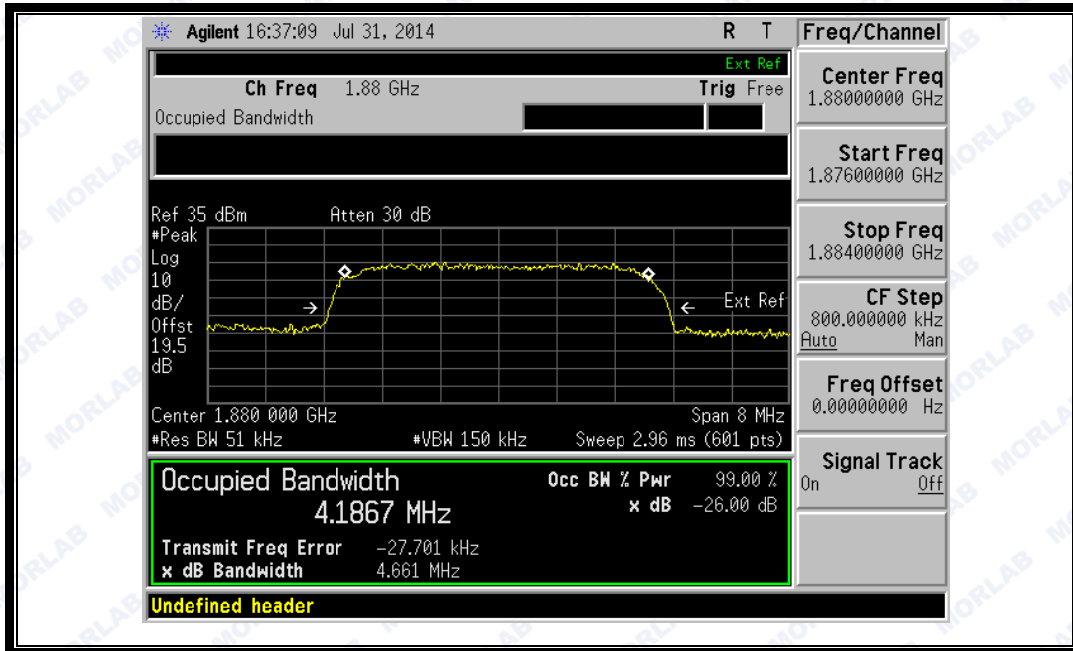 Agilent 16:37:09 Jul 31, 2014 R T
Freq/Channel
Ext Ref
Ch Freq 1.88 GHz Trig Free
Occupied Bandwidth
Center Freq
1.88000000 GHz
Start Freq
1.87600000 GHz
Stop Freq
1.88400000 GHz
CF Step
800.000000 kHz
Auto Man
Freq Offset
0.00000000 Hz
Signal Track
On Off
Ref 35 dBm Atten 30 dB
#Peak
Log
10
dB/
Offst
19.5
dB
Ext Ref
Center 1.880 000 GHz Span 8 MHz
#Res BW 51 kHz #VBW 150 kHz Sweep 2.96 ms (601 pts)
Occupied Bandwidth
4.1867 MHz
Occ BW % Pwr 99.00 %
x dB -26.00 dB
Transmit Freq Error -27.701 kHz
x dB Bandwidth 4.661 MHz
Undefined header
MORLAB